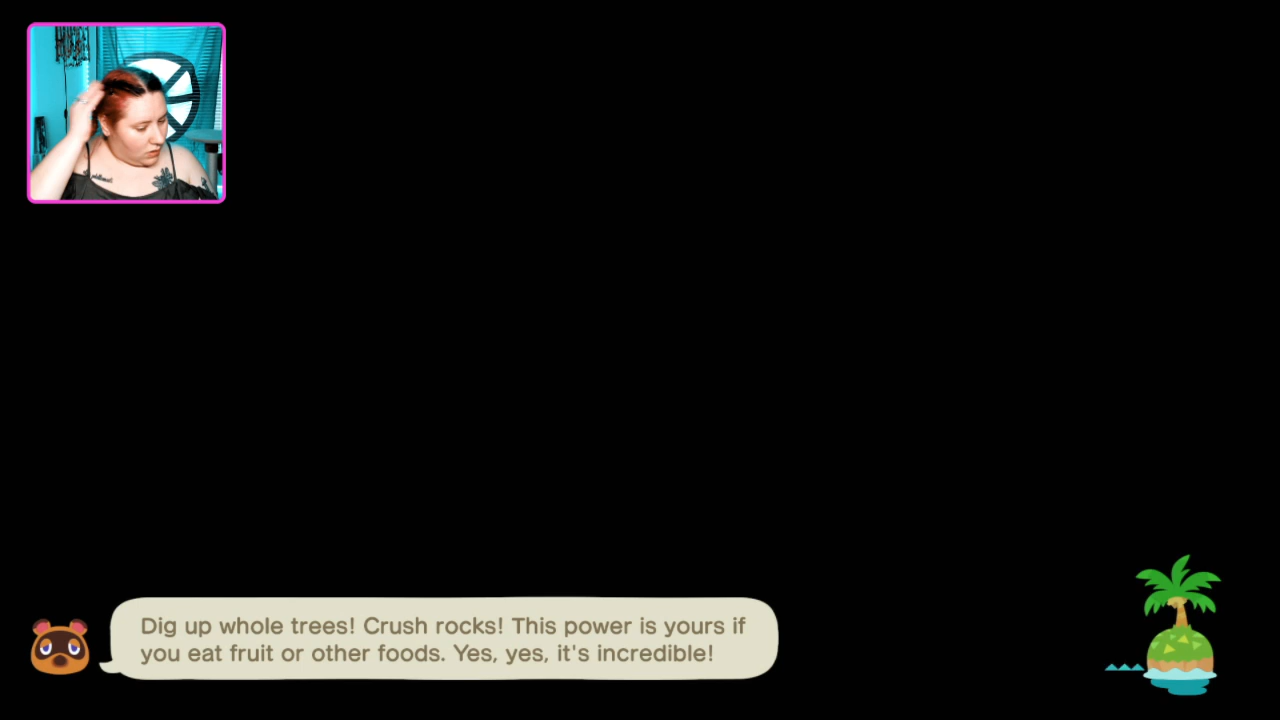 Dig up whole trees! Crush rocks! This power is yours if
you eat fruit or other foods. Yes, yes, it's incredible!